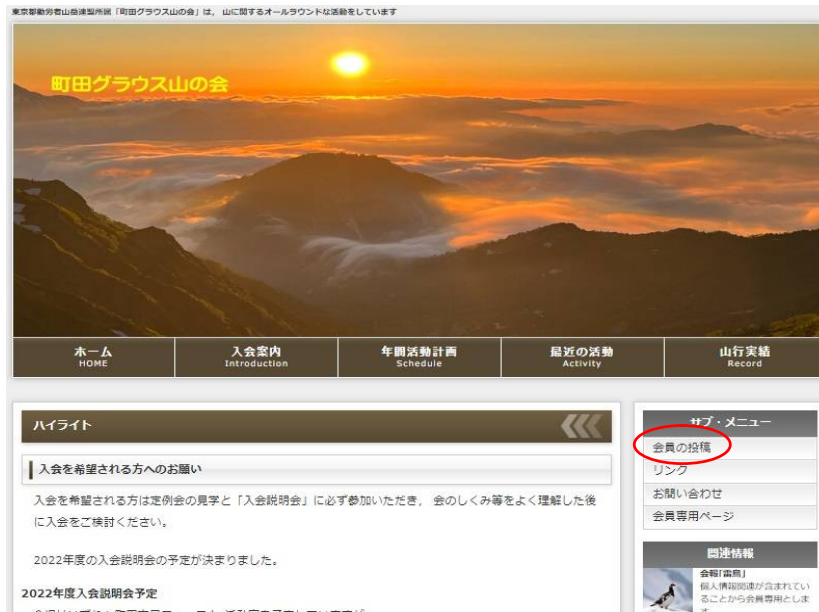 東京都勤労者山岳連盟所属「町田グラウス山の会」は, 山に関するオールラウンドな活動をしています
町田グラウス山の会
ホーム
HOME
入会案内
Introduction
年間活動計画
Schedule
最近の活動
Activity
山行実績
Record
ハイライト
入会を希望される方へのお願い
入会を希望される方は定例会の見学と「入会説明会」に必ず参加いただき, 会のしくみ等をよく理解した後
に入会をご検討ください。
2022年度の入会説明会の予定が決まりました。
2022年度入会説明会予定
サブ・メニュー
会員の投稿
リンク
お問い合わせ
会員専用ページ
関連情報
会報「雷鳥」
個人情報関連が含まれてい
ることから会員専用としま
す